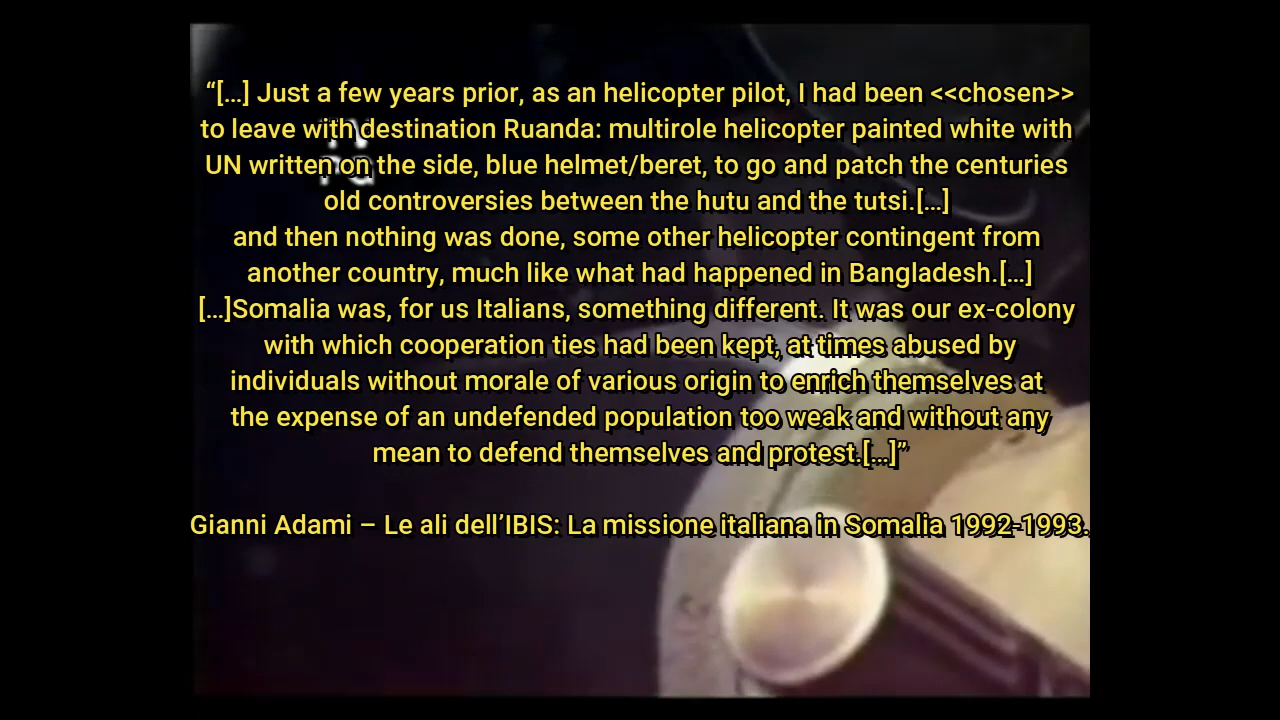 “[...] Just a few years prior, as an helicopter pilot, I had been <<chosen>>
to leave with destination Ruanda: multirole helicopter painted white with
UN written on the side, blue helmet/beret, to go and patch the centuries
old controversies between the hutu and the tutsi.[...]
and then nothing was done, some other helicopter contingent from
another country, much like what had happened in Bangladesh.[...]
[...]Somalia was, for us Italians, something different. It was our ex-colony
with which cooperation ties had been kept, at times abused by
individuals without morale of various origin to enrich themselves at
the expense of an undefended population too weak and without any
mean to defend themselves and protest.[...]”
Gianni Adami – Le ali dell’IBIS: La missione italiana in Somalia 1992-1993.